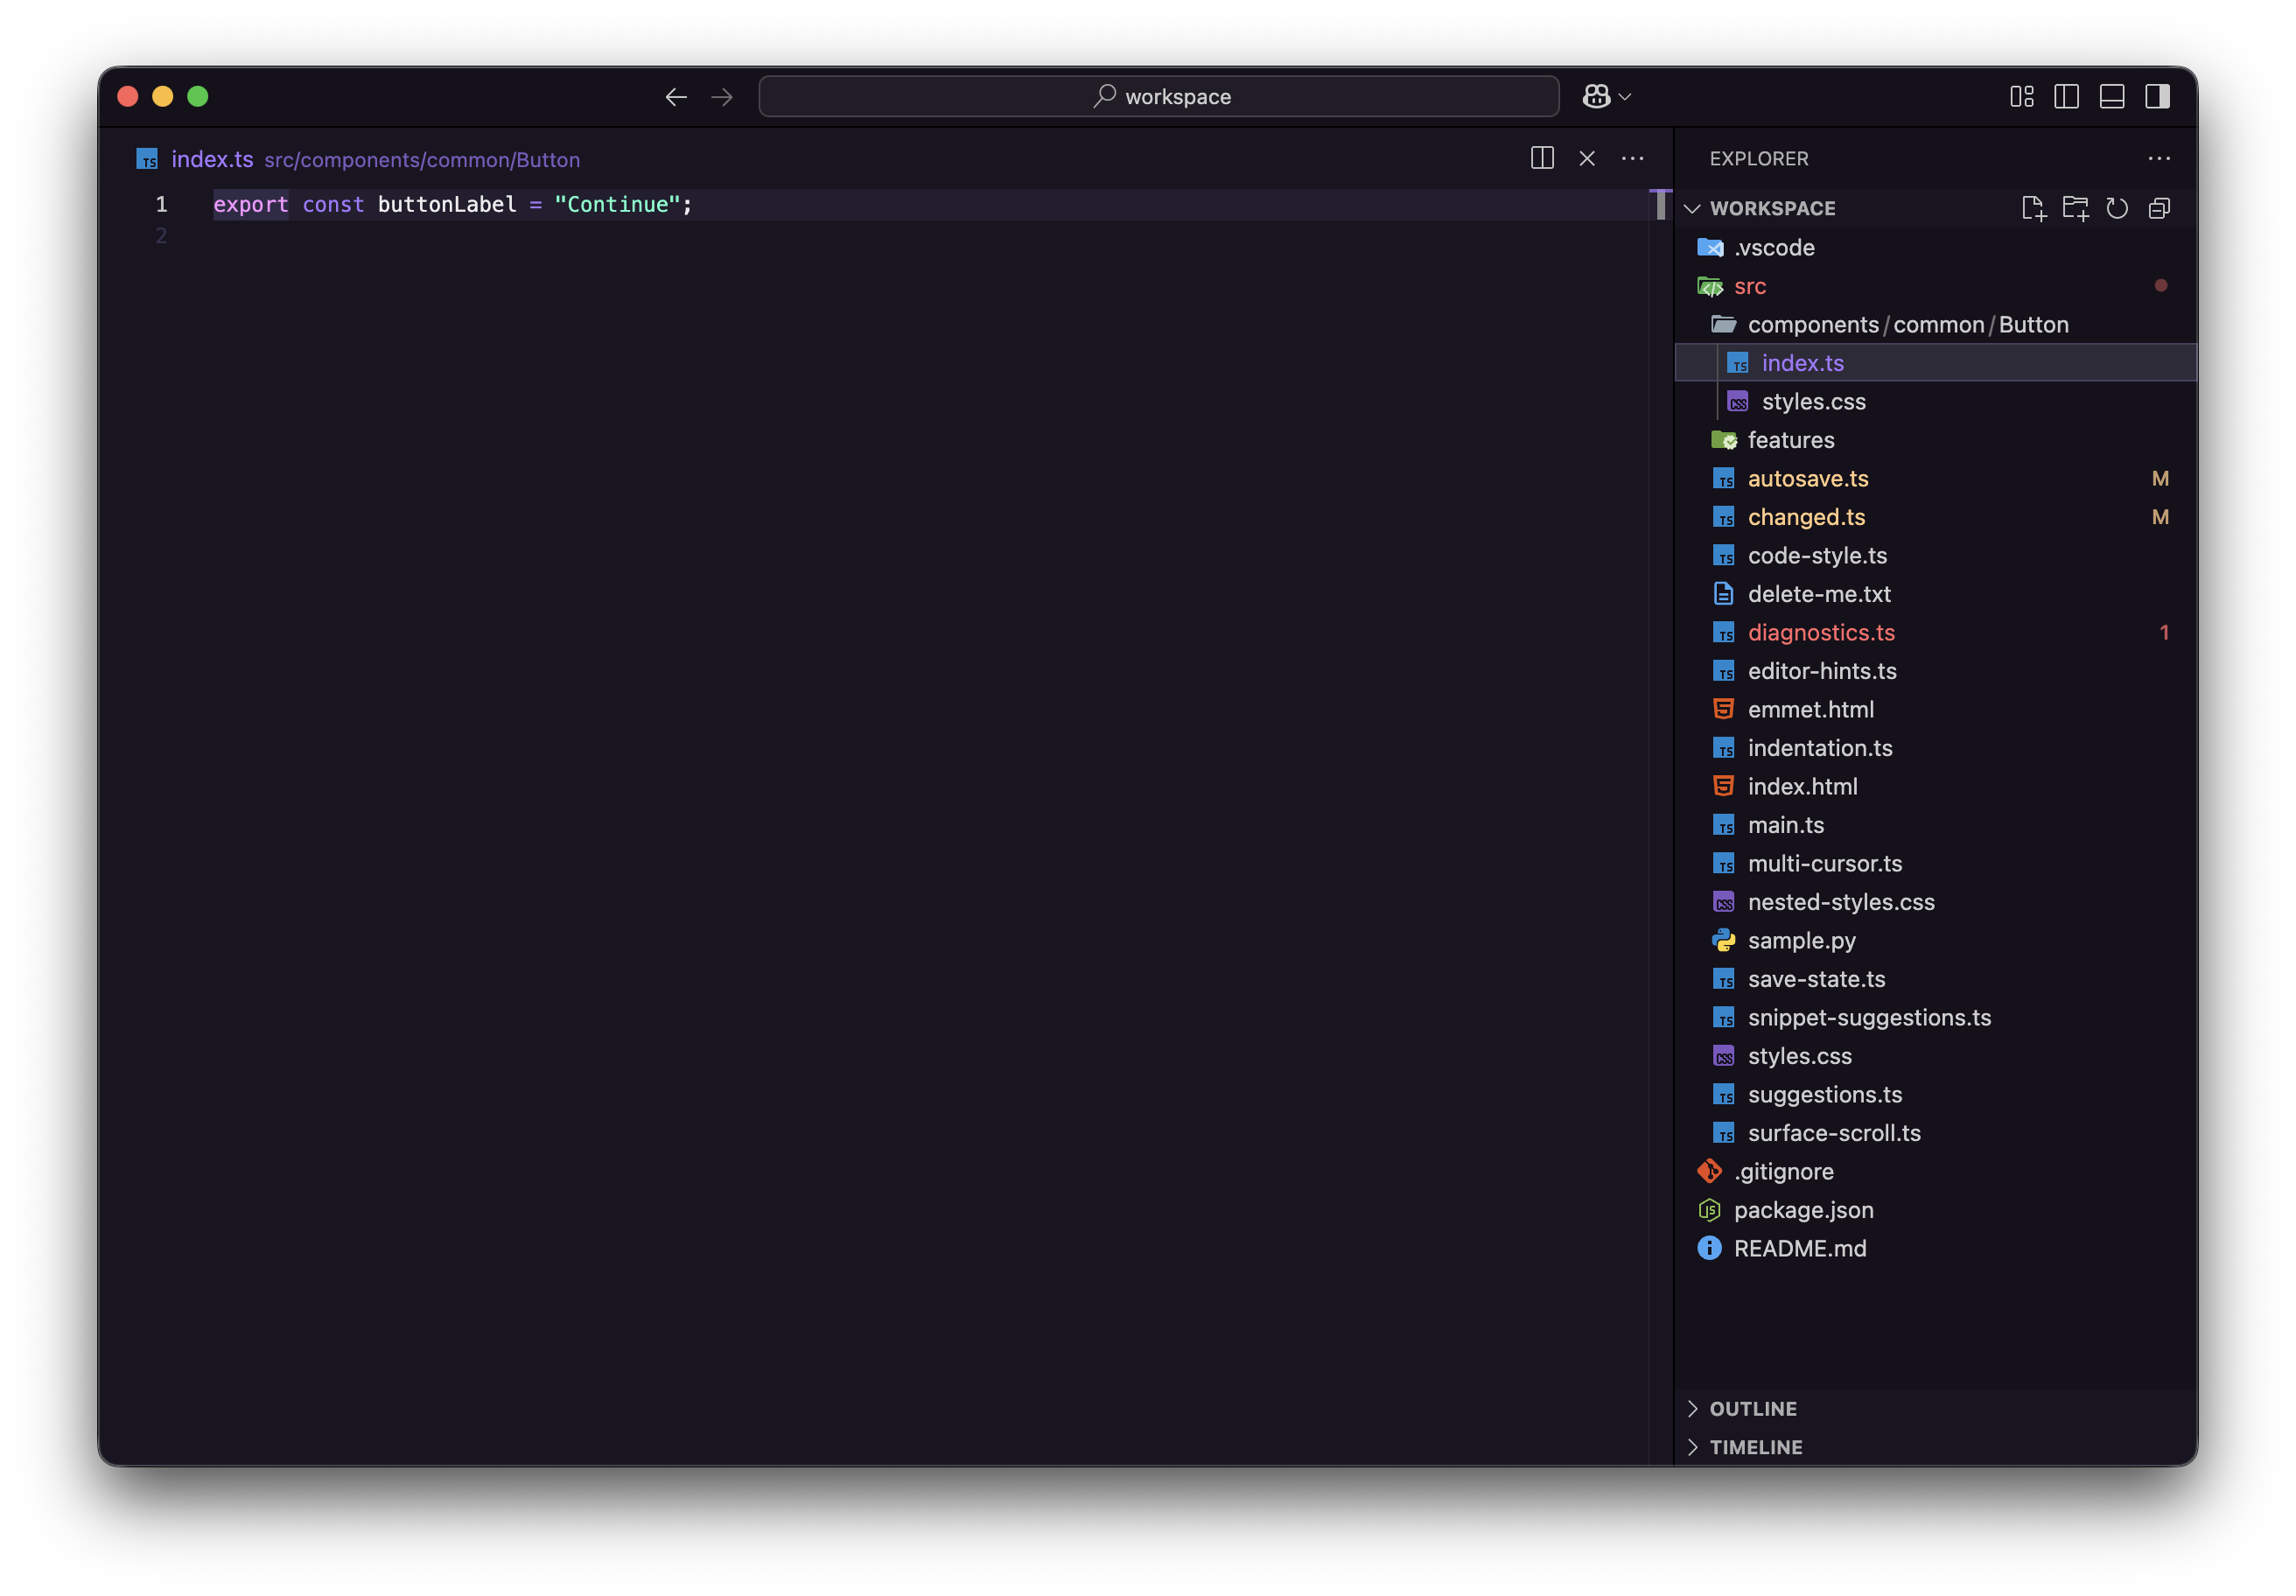 workspace
index.ts src/components/common/Button
1 export const buttonLabel = "Continue";
2
EXPLORER
WORKSPACE
.vscode
src
components/common/Button
index.ts
styles.css
features
autosave.ts M
changed.ts M
code-style.ts
delete-me.txt
diagnostics.ts 1
editor-hints.ts
emmet.html
indentation.ts
index.html
main.ts
multi-cursor.ts
nested-styles.css
sample.py
save-state.ts
snippet-suggestions.ts
styles.css
suggestions.ts
surface-scroll.ts
.gitignore
package.json
README.md
OUTLINE
TIMELINE